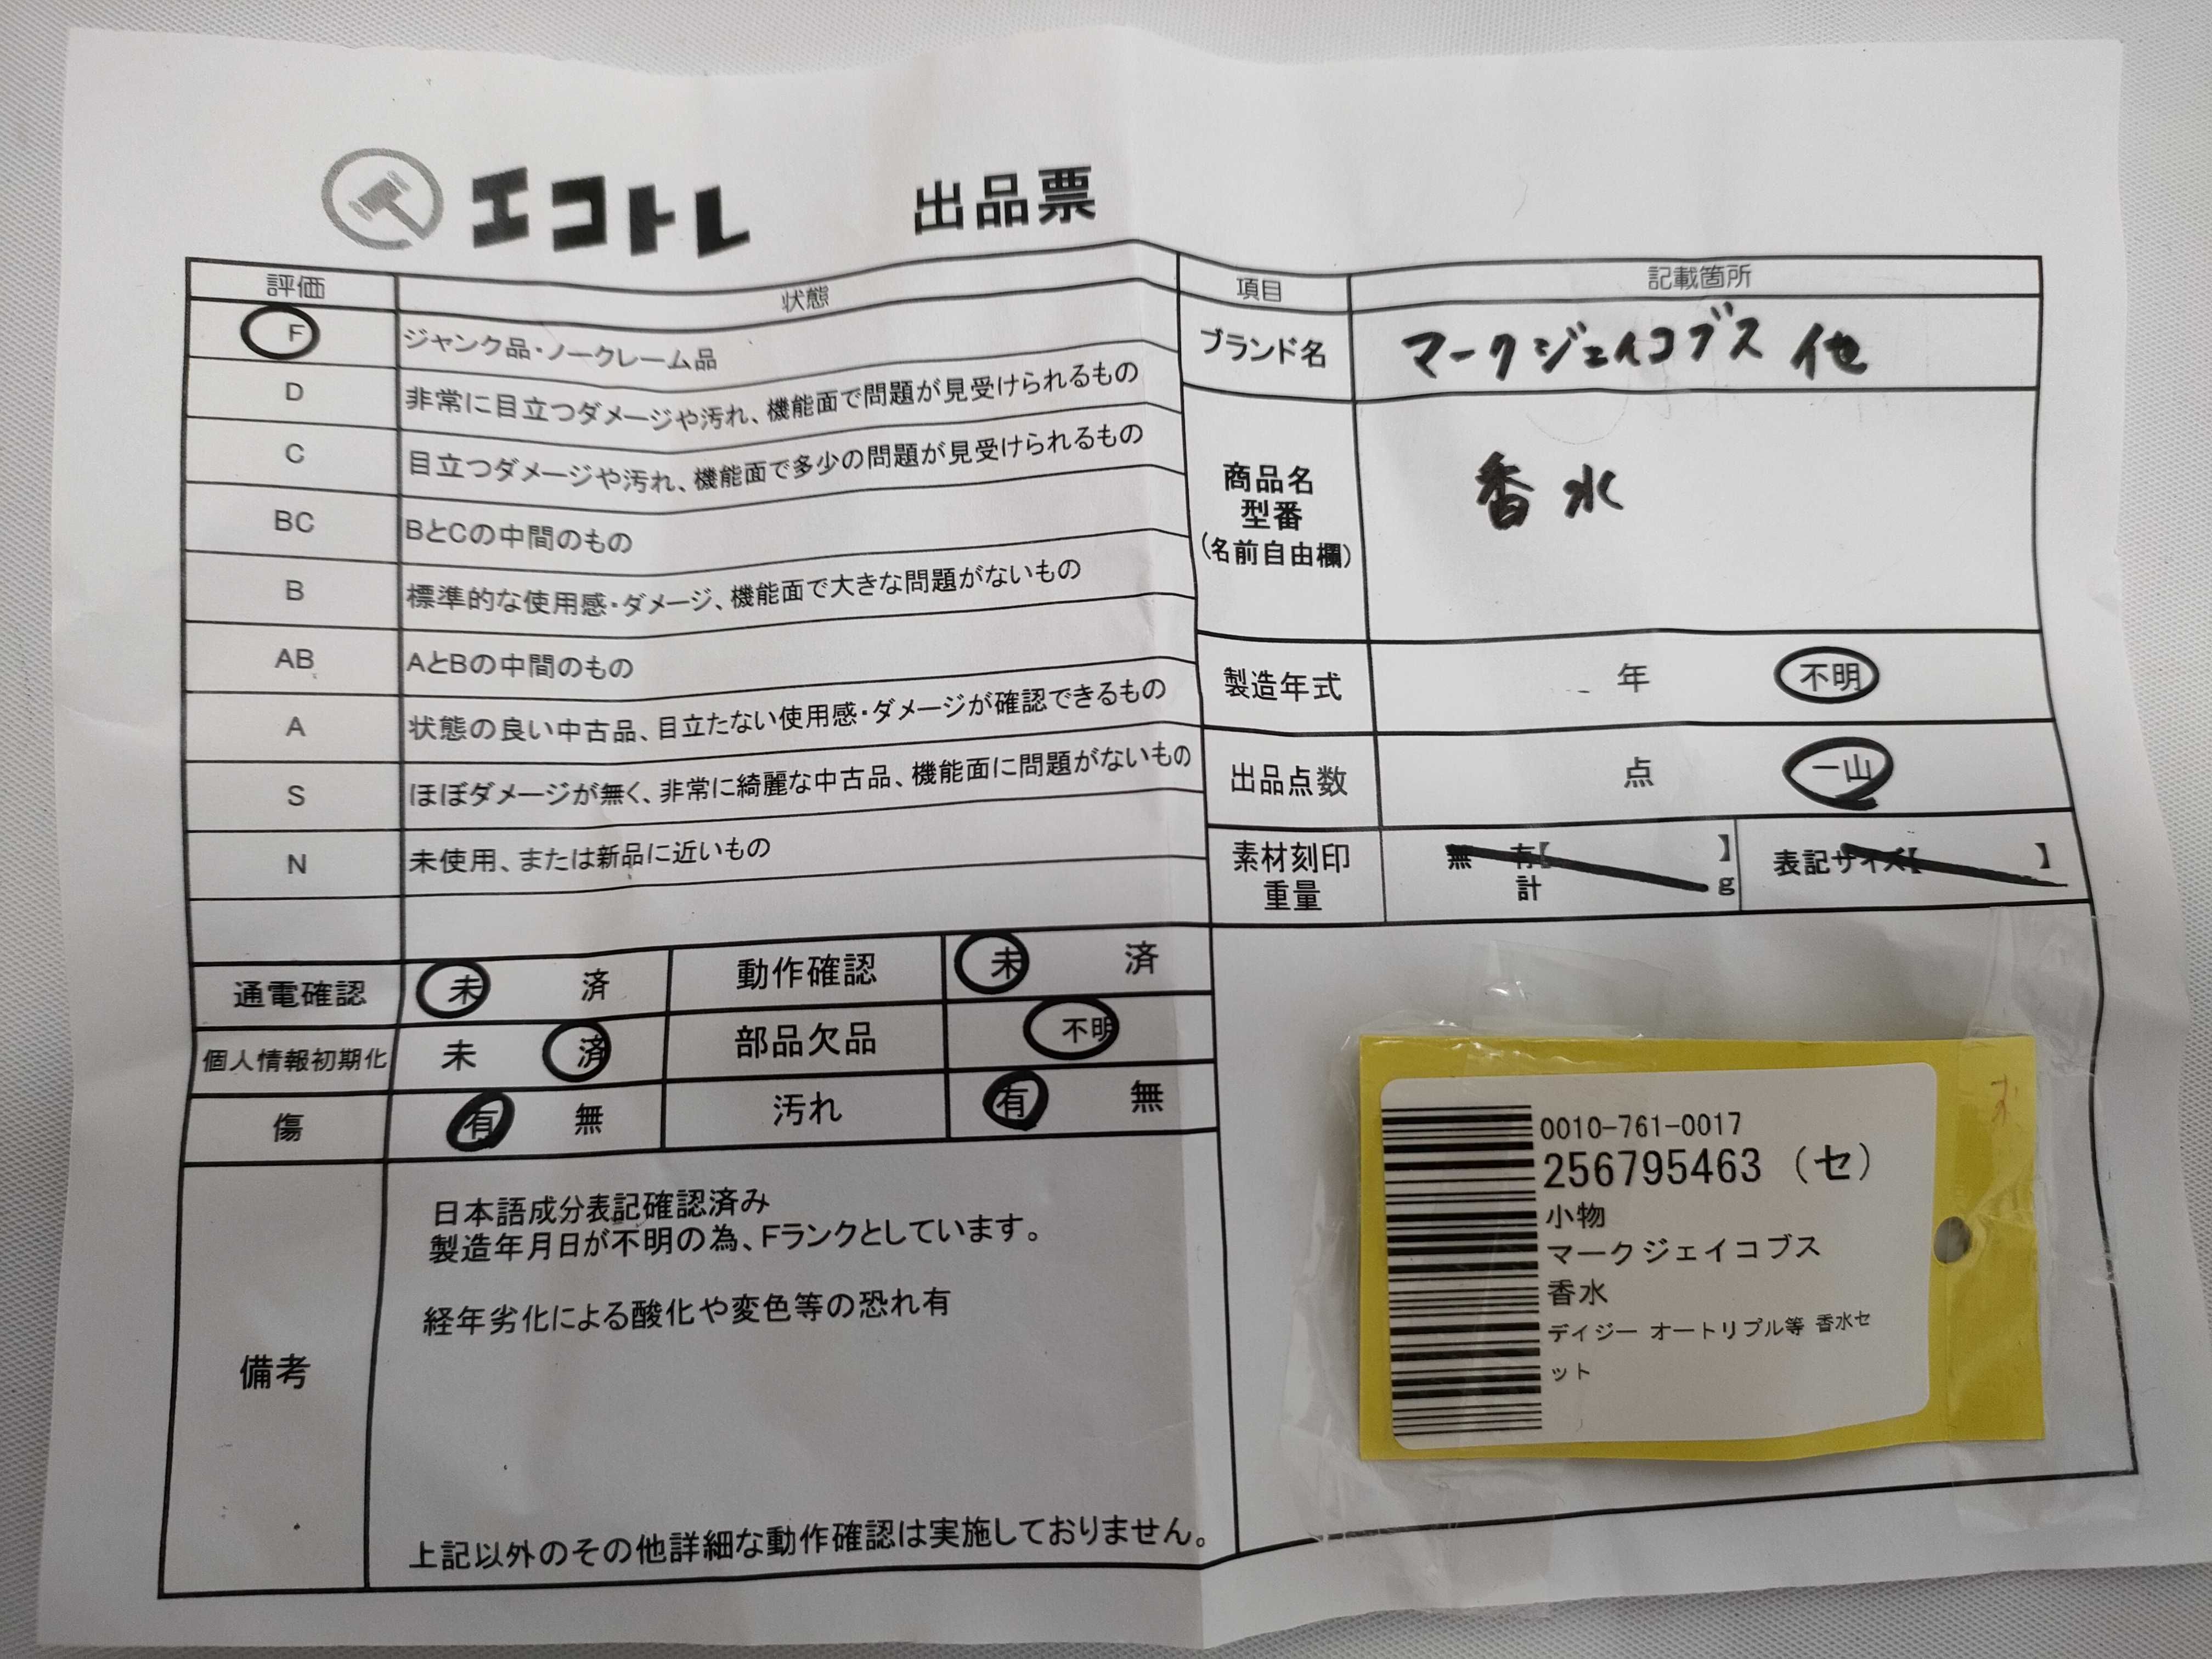 エコトレ 出品票
評価 状態
F ジャンク品・ノークレーム品
D 非常に目立つダメージや汚れ、機能面で問題が見受けられるもの
C 目立つダメージや汚れ、機能面で多少の問題が見受けられるもの
BC BとCの中間のもの
B 標準的な使用感・ダメージ、機能面で大きな問題がないもの
AB AとBの中間のもの
A 状態の良い中古品、目立たない使用感・ダメージが確認できるもの
S ほぼダメージが無く、非常に綺麗な中古品、機能面に問題がないもの
N 未使用、または新品に近いもの
通電確認 未 済 動作確認 未 済
個人情報初期化 未 済 部品欠品 不明
傷 有 無 汚れ 有 無
備考
日本語成分表記確認済み
製造年月日が不明の為、Fランクとしています。
経年劣化による酸化や変色等の恐れ有
上記以外のその他詳細な動作確認は実施しておりません。
項目 記載箇所
ブランド名 マークジェイコブス 他
商品名
型番
(名前自由欄)
香水
製造年式 年 不明
出品点数 点 一山
素材刻印 無 有【 】 表記サイズ【 】
重量 計 g
0010-761-0017
256795463 (セ)
小物
マークジェイコブス
香水
デイジー オートリプル等 香水セ
ット